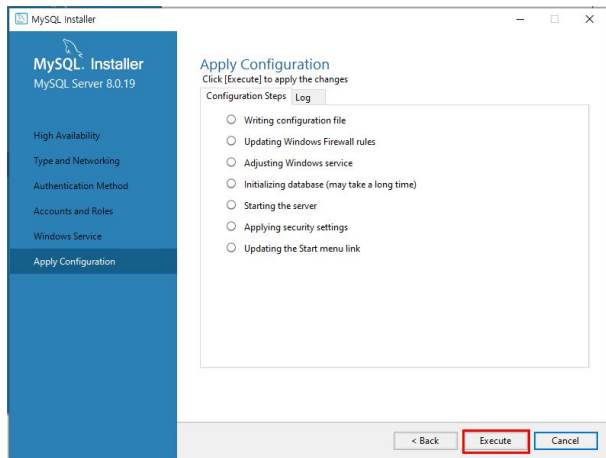 MySQL Installer
MySQL. Installer
MySQL Server 8.0.19
High Availability
Type and Networking
Authentication Method
Accounts and Roles
Windows Service
Apply Configuration
Apply Configuration
Click [Execute] to apply the changes
Configuration Steps Log
Writing configuration file
Updating Windows Firewall rules
Adjusting Windows service
Initializing database (may take a long time)
Starting the server
Applying security settings
Updating the Start menu link
< Back Execute Cancel